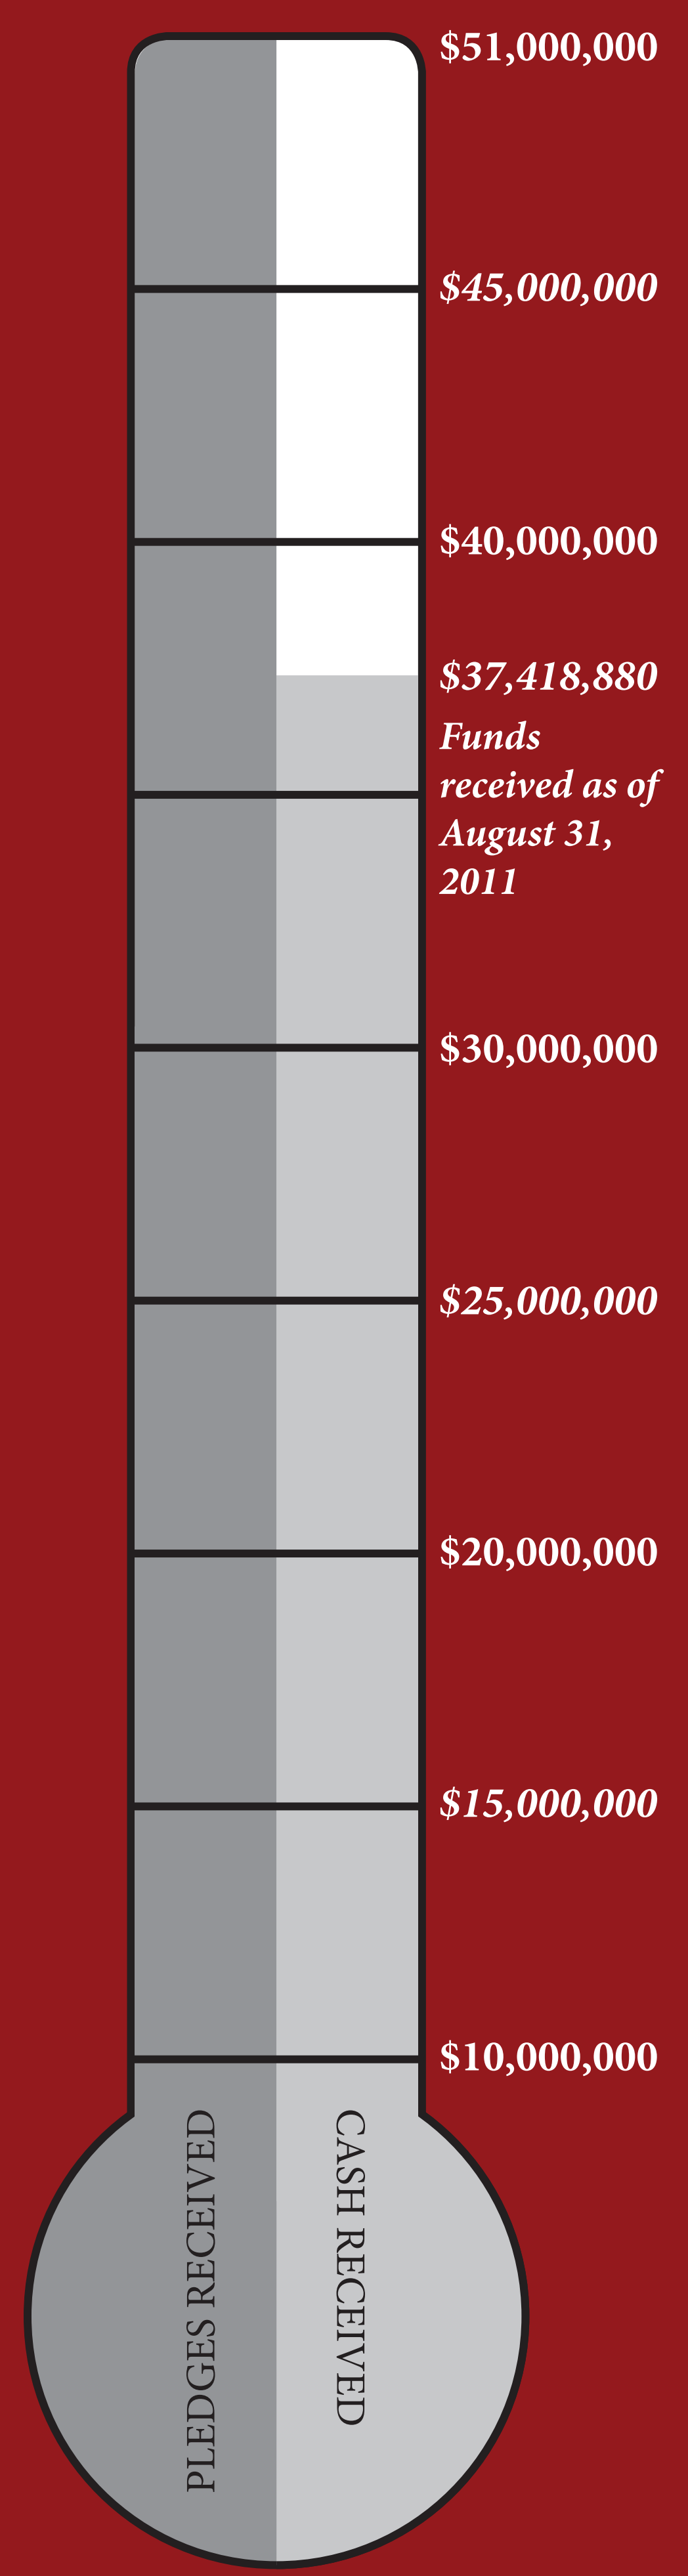 $51,000,000
$45,000,000
$40,000,000
$37,418,880
Funds
received as of
August 31,
2011
$30,000,000
$25,000,000
$20,000,000
$15,000,000
$10,000,000
PLEDGES RECEIVED
CASH RECEIVED